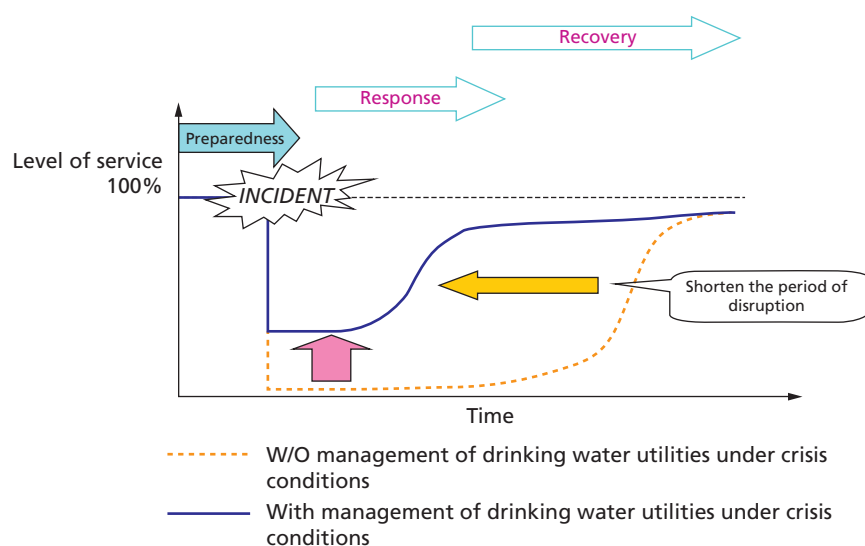 Recovery
Response
Preparedness
Level of service
100%
INCIDENT
Shorten the period of
disruption
Time
W/O management of drinking water utilities under crisis
conditions
With management of drinking water utilities under crisis
conditions